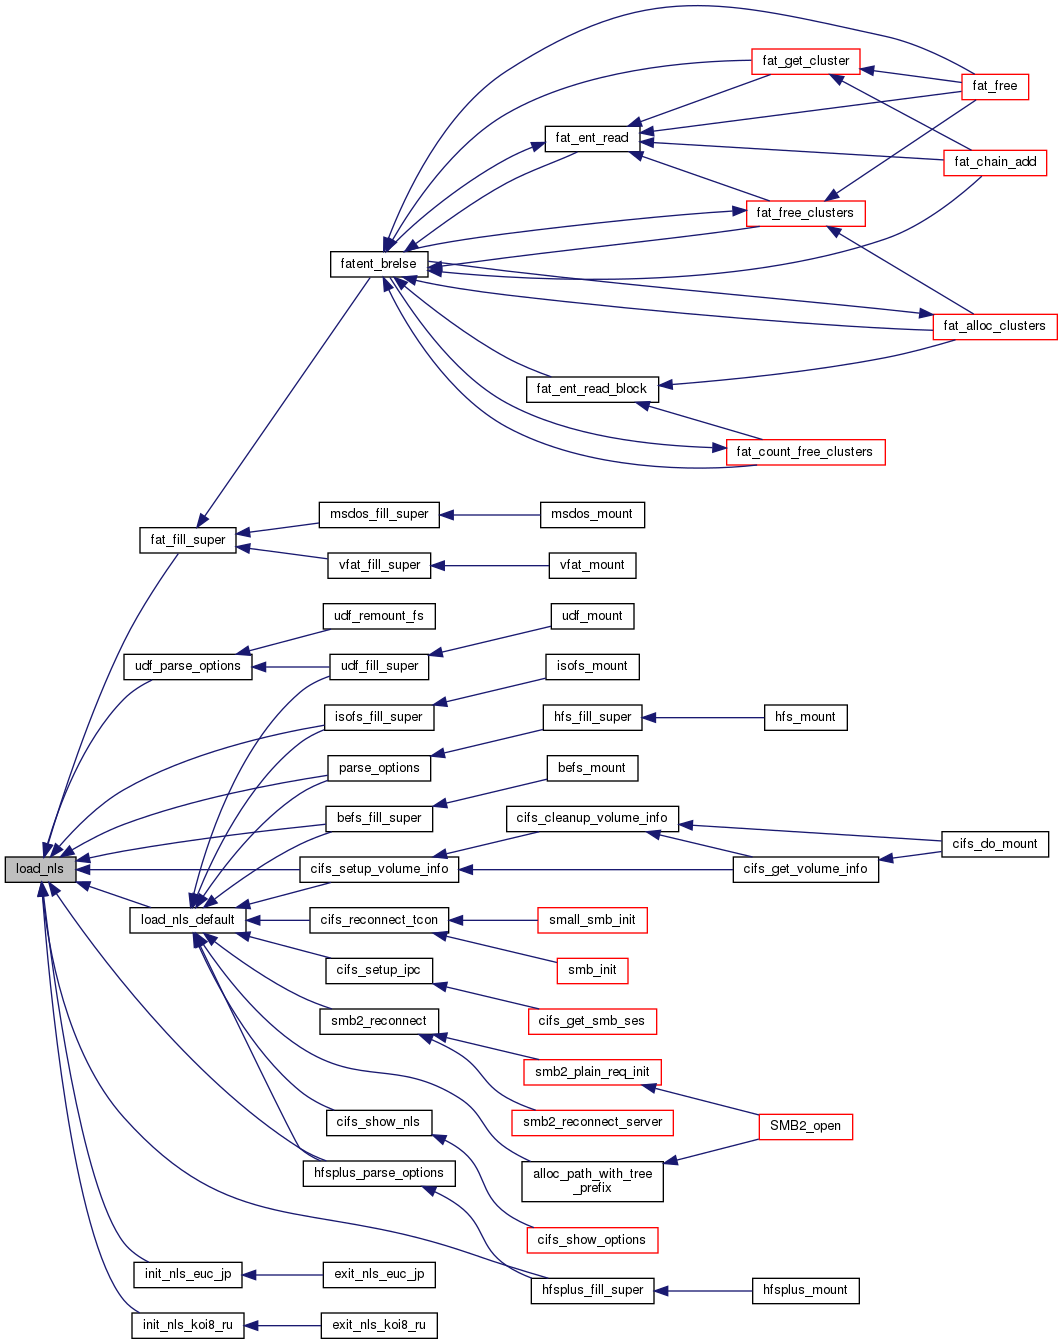 fat_get_cluster
fat_free
fat_ent_read
fat_chain_add
fat_free_clusters
fatent_brelse
fat_alloc_clusters
fat_ent_read_block
fat_count_free_clusters
msdos_fill_super
msdos_mount
fat_fill_super
vfat_fill_super
vfat_mount
udf_remount_fs
udf_mount
udf_parse_options
udf_fill_super
isofs_mount
isofs_fill_super
hfs_fill_super
hfs_mount
parse_options
befs_mount
befs_fill_super
cifs_cleanup_volume_info
cifs_do_mount
load_nls
cifs_setup_volume_info
cifs_get_volume_info
load_nls_default
cifs_reconnect_tcon
small_smb_init
cifs_setup_ipc
smb_init
smb2_reconnect
cifs_get_smb_ses
smb2_plain_req_init
cifs_show_nls
smb2_reconnect_server
SMB2_open
hfsplus_parse_options
alloc_path_with_tree
_prefix
cifs_show_options
init_nls_euc_jp
exit_nls_euc_jp
hfsplus_fill_super
hfsplus_mount
init_nls_koi8_ru
exit_nls_koi8_ru